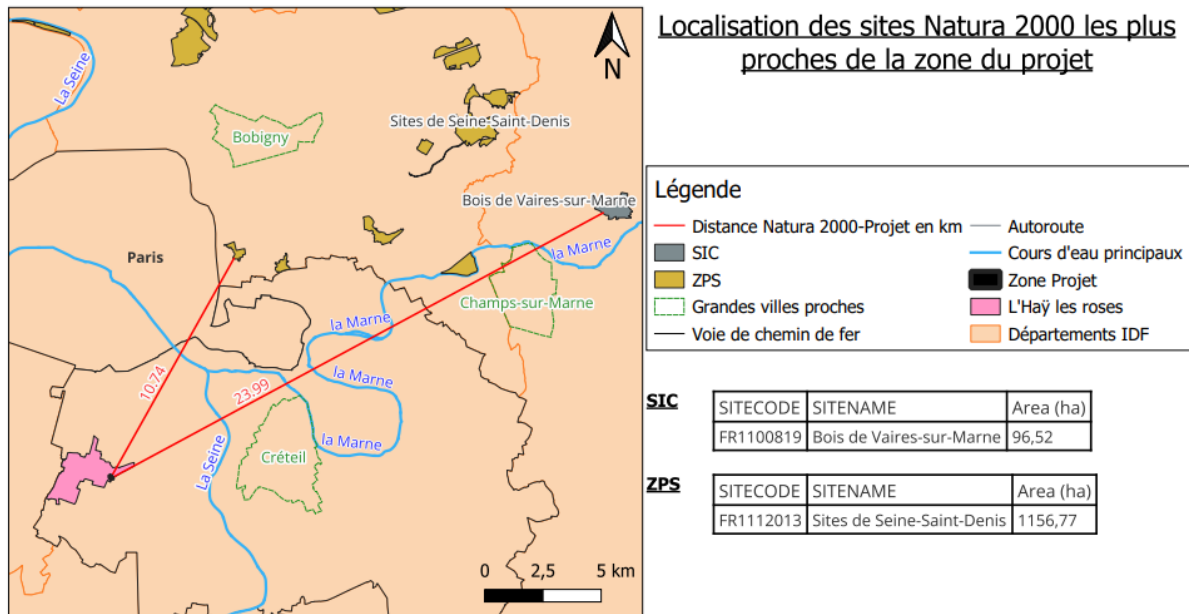 Localisation des sites Natura 2000 les plus
proches de la zone du projet
La Seine
N
Bobigny
Sites de Seine-Saint-Denis
Bois de Vaires-sur-Marne
la Marne
Paris
Champs-sur-Marne
la Marne
10.74
23.99
la Marne
Créteil
la Marne
La Seine
0 2,5 5 km
Légende
Distance Natura 2000-Projet en km
SIC
ZPS
Grandes villes proches
Voie de chemin de fer
Autoroute
Cours d'eau principaux
Zone Projet
L'Haÿ les roses
Départements IDF
SIC
SITECODE SITENAME Area (ha)
FR1100819 Bois de Vaires-sur-Marne 96,52
ZPS
SITECODE SITENAME Area (ha)
FR1112013 Sites de Seine-Saint-Denis 1156,77